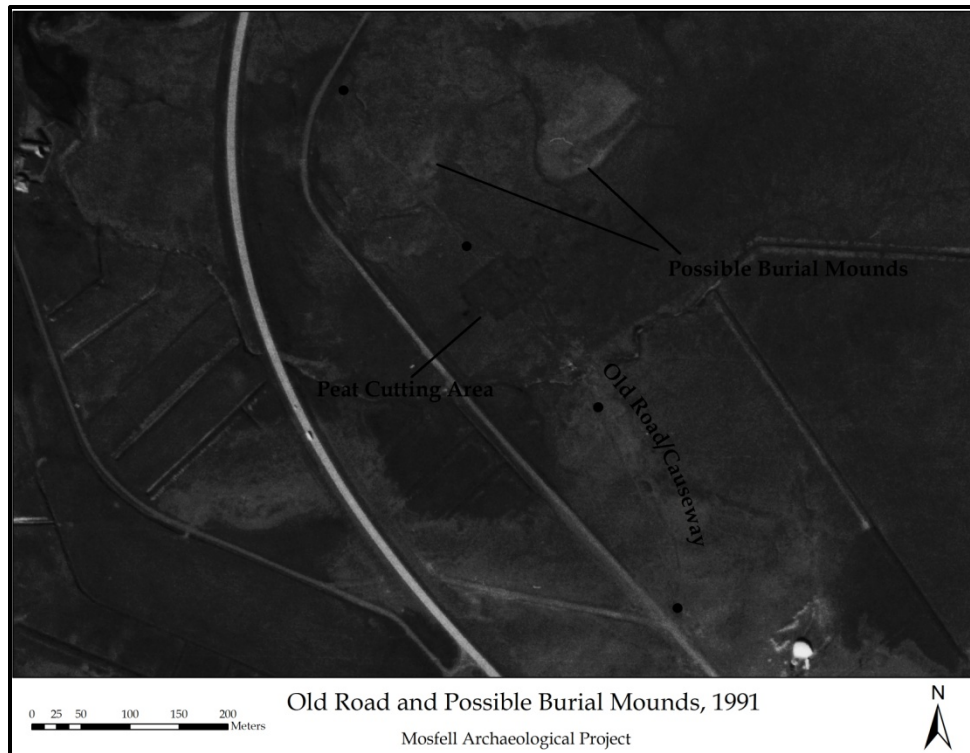 Possible Burial Mounds
Peat Cutting Area
Old Road/Causeway
Old Road and Possible Burial Mounds, 1991
Mosfell Archaeological Project
0 25 50 100 150 200
Meters
N